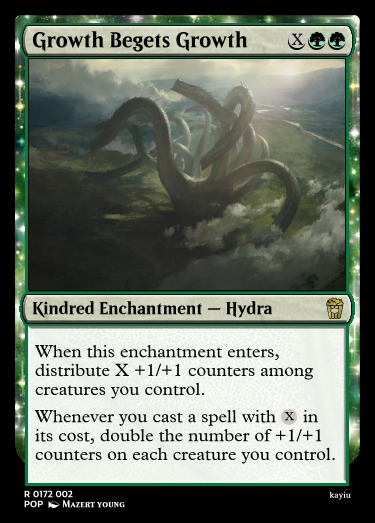 Growth Begets Growth X
Kindred Enchantment — Hydra
When this enchantment enters,
distribute X +1/+1 counters among
creatures you control.
Whenever you cast a spell with X in
its cost, double the number of +1/+1
counters on each creature you control.
R 0172 002
POP Mazert young
kayiu